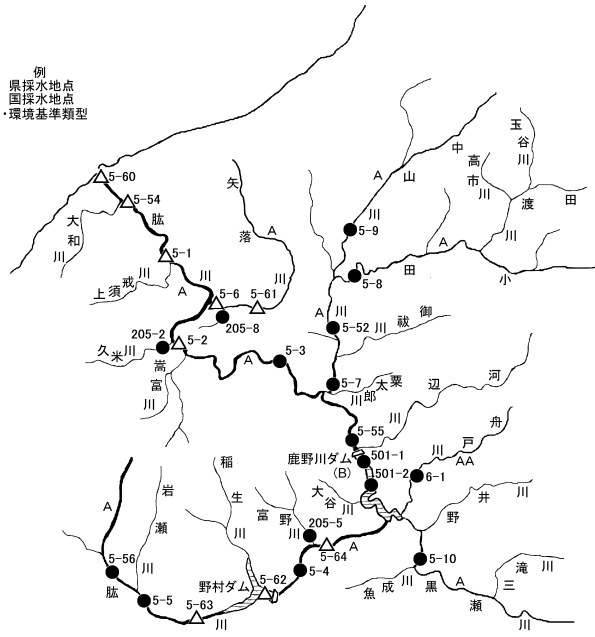 例
県採水地点
国採水地点
・環境基準類型
玉谷川
中山川
高市川
渡
田
川
A
5-60
5-54
大和川
肱
川
A
矢落川
A
5-9
5-1
上須戒川
5-8
小田川
A
5-6
5-61
205-8
A
5-52
御祓川
205-2
5-2
久米川
嵩富川
A
5-3
5-7
栗太郎川
5-55
河辺川
鹿野川ダム
(B)
501-1
501-2
舟戸川
AA
6-1
稲生川
岩瀬川
A
富野川
大谷川
205-5
5-64
A
野井川
5-10
5-56
肱
5-5
5-63
川
野村ダム
5-62
5-4
魚成川
黒瀬川
A
三滝川